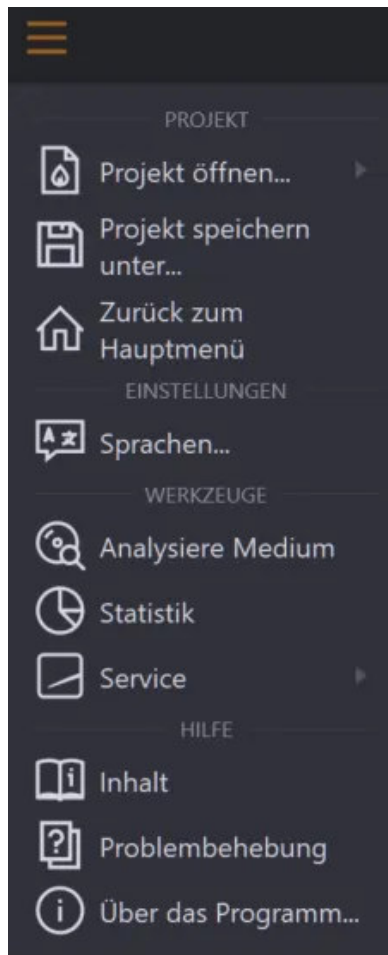 PROJEKT
Projekt öffnen...
Projekt speichern
unter...
Zurück zum
Hauptmenü
EINSTELLUNGEN
Sprachen...
WERKZEUGE
Analysiere Medium
Statistik
Service
HILFE
Inhalt
Problembehebung
Über das Programm...